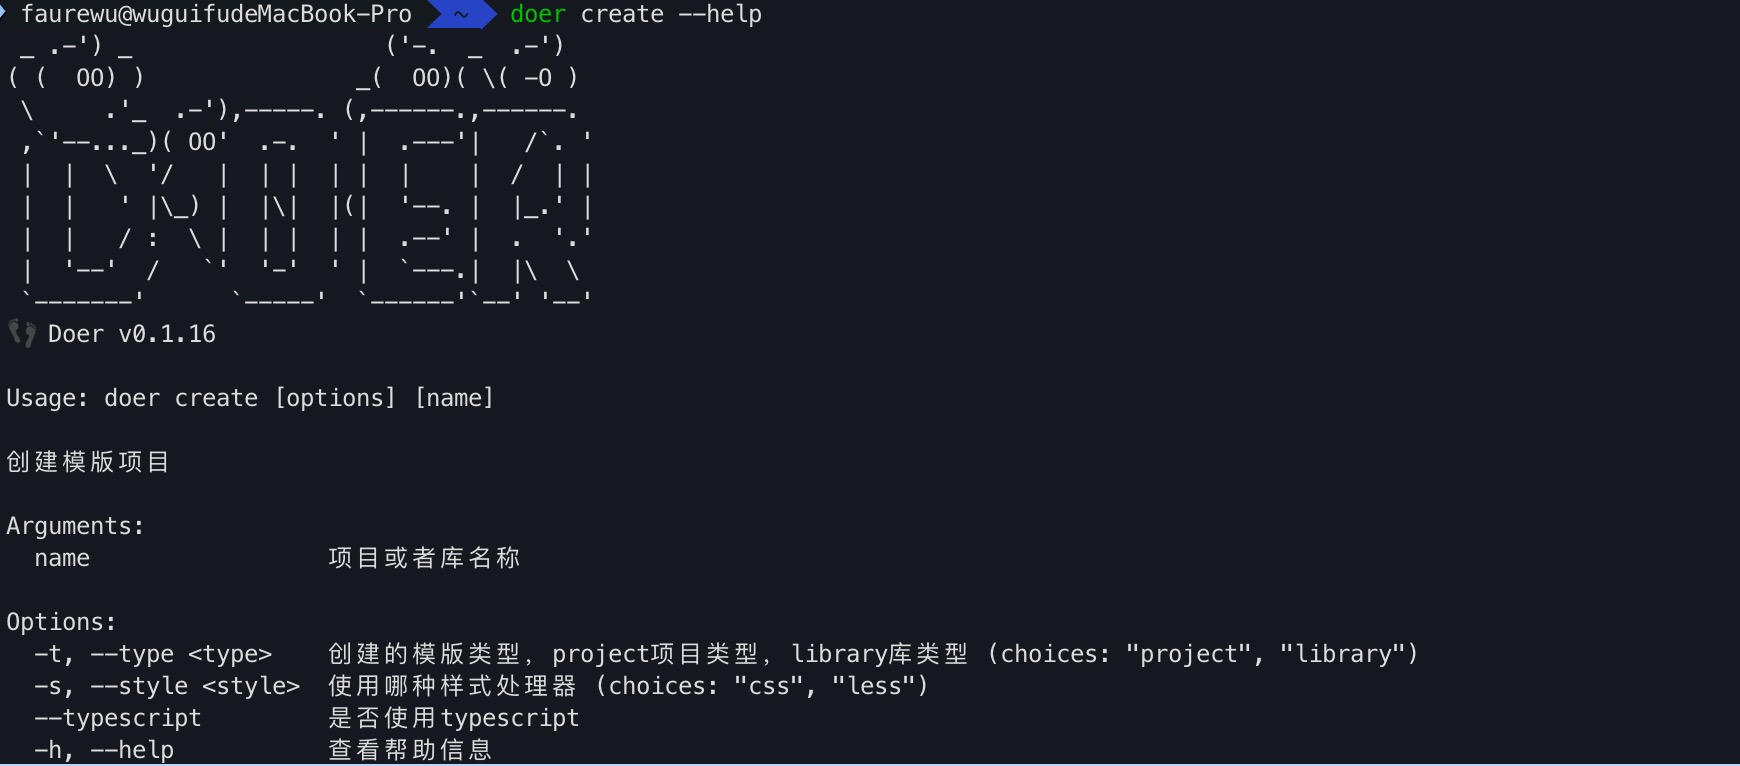 faurewu@wuguifudeMacBook-Pro ~ doer create --help
 _ .-') _                  ('-.  _  .-')
( (  OO) )               _(  OO)( \( -O )
 \     .'_  .-'),-----. (,------.,------.
 ,`'--..._)( OO'  .-.  ' |  .---'|   /`. '
 |  |  \  '/   |  | |  | |  |    |  /  | |
 |  |   ' |\_) |  |\|  |(|  '--. |  |_.' |
 |  |   / :  \ |  | |  | |  .--' |  .  '.'
 |  '--'  /   `'  '-'  ' |  `---.|  |\  \
 `-------'      `-----'  `------'`--' '--'
Doer v0.1.16
Usage: doer create [options] [name]
创建模版项目
Arguments:
  name                 项目或者库名称
Options:
  -t, --type <type>    创建的模版类型，project项目类型，library库类型 (choices: "project", "library")
  -s, --style <style>  使用哪种样式处理器 (choices: "css", "less")
  --typescript         是否使用typescript
  -h, --help           查看帮助信息